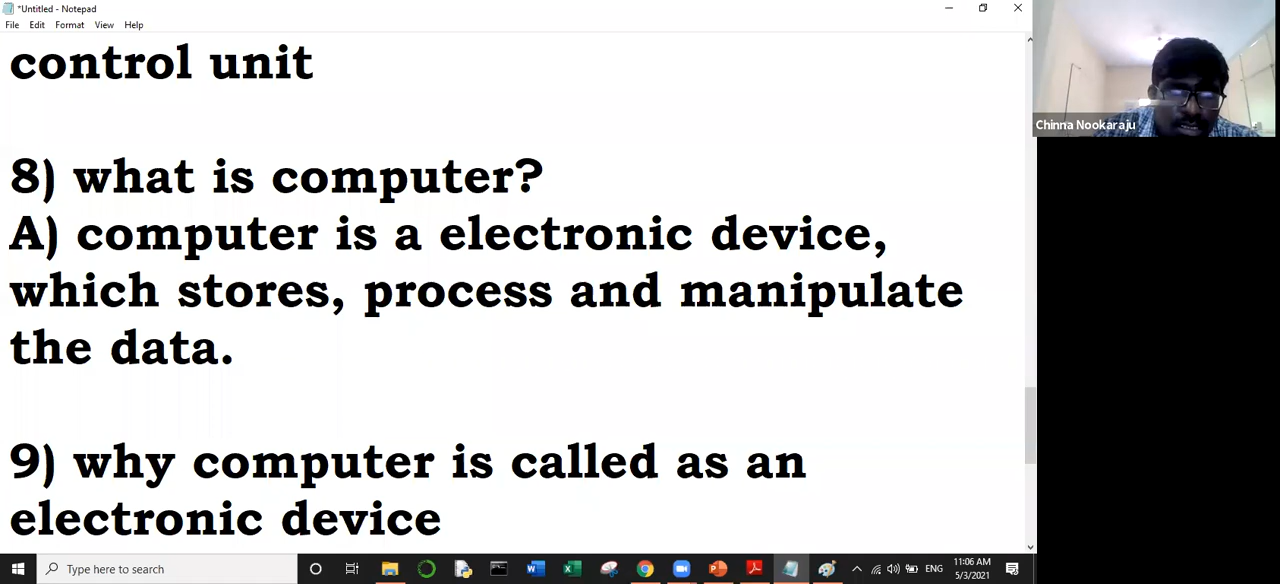 *Untitled - Notepad
File Edit Format View Help
control unit
8) what is computer?
A) computer is a electronic device,
which stores, process and manipulate
the data.
9) why computer is called as an
electronic device
Chinna Nookaraju
Type here to search
ENG
11:06 AM
5/3/2021